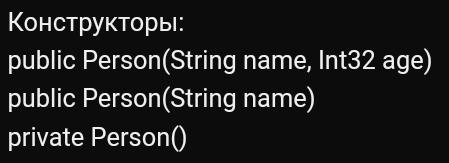 Конструкторы:
public Person(String name, Int32 age)
public Person(String name)
private Person()